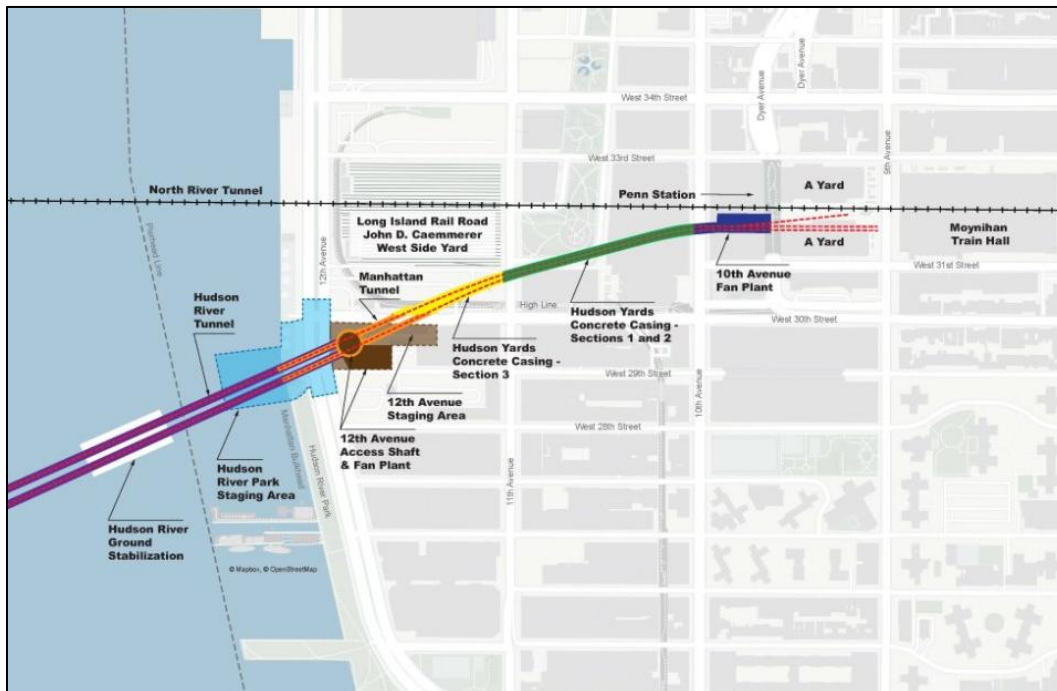 Dyer Avenue
Dyer Avenue
West 34th Street
9th Avenue
West 33rd Street
North River Tunnel
Penn Station
A Yard
Pierhead Line
12th Avenue
Long Island Rail Road
John D. Caemmerer
West Side Yard
A Yard
Moynihan
Train Hall
Manhattan
Tunnel
10th Avenue
Fan Plant
West 31st Street
Hudson
River
Tunnel
High Line
Hudson Yards
Concrete Casing -
Sections 1 and 2
West 30th Street
Hudson Yards
Concrete Casing -
Section 3
West 29th Street
12th Avenue
Staging Area
10th Avenue
West 28th Street
12th Avenue
Access Shaft
& Fan Plant
Manhattan Bulkhead
Hudson River Park
Hudson
River Park
Staging Area
11th Avenue
Hudson River
Ground
Stabilization
© Mapbox, © OpenStreetMap